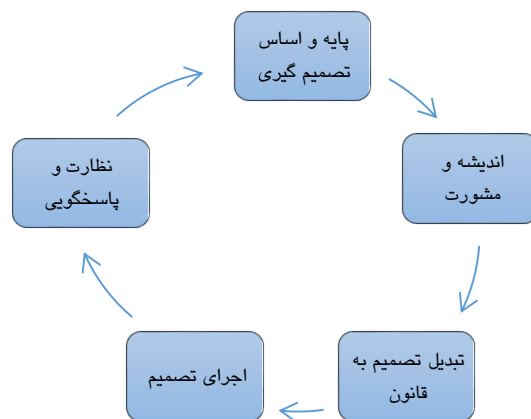 پایه و اساس
تصمیم گیری
اندیشه و
مشورت
تبدیل تصمیم به
قانون
اجرای تصمیم
نظارت و
پاسخگویی